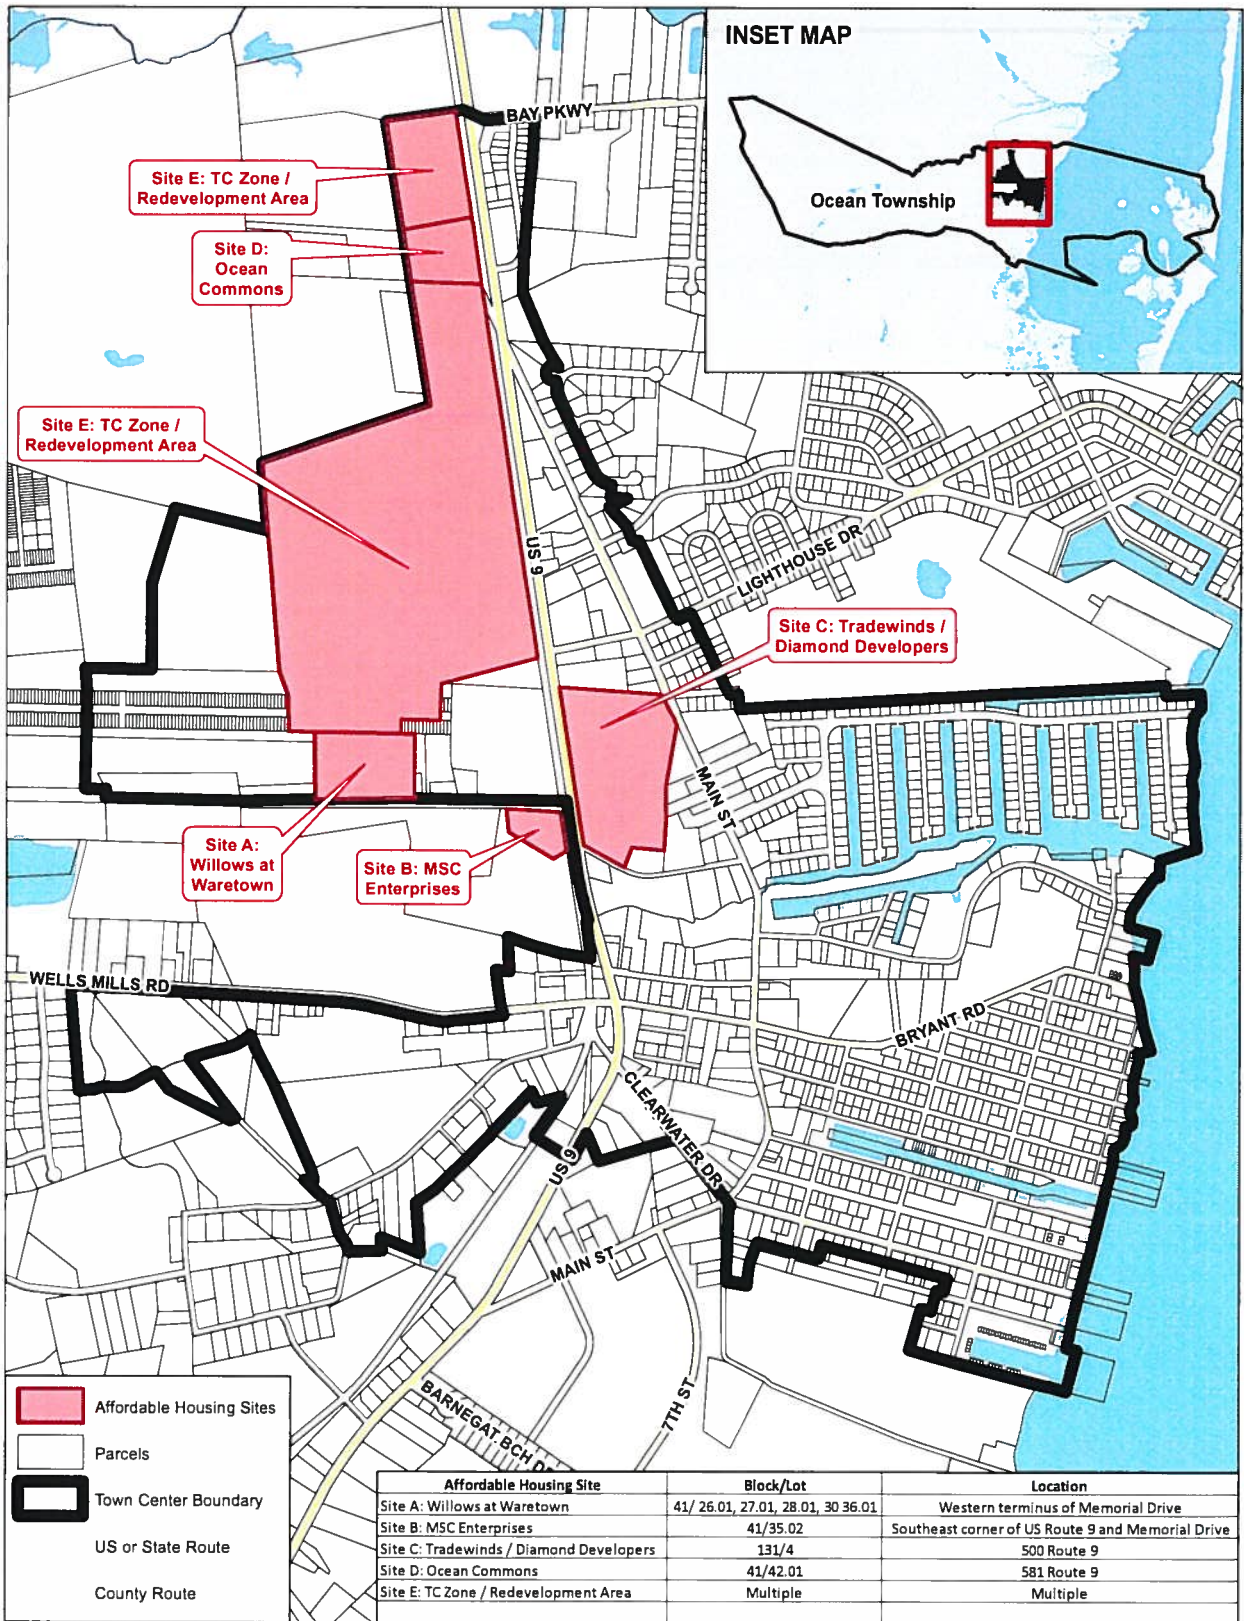 INSET MAP
Ocean Township
BAY PKWY
Site E: TC Zone /
Redevelopment Area
Site D:
Ocean
Commons
Site E: TC Zone /
Redevelopment Area
US 9
LIGHTHOUSE DR
Site C: Tradewinds /
Diamond Developers
MAIN ST
Site A:
Willows at
Waretown
Site B: MSC
Enterprises
WELLS MILLS RD
BRYANT RD
CLEARWATER DR
US 9
MAIN ST
7TH ST
BARNEGAT BCH DR
Affordable Housing Sites
Parcels
Town Center Boundary
US or State Route
County Route
Affordable Housing Site Block/Lot Location
Site A: Willows at Waretown 41/ 26.01, 27.01, 28.01, 30 36.01 Western terminus of Memorial Drive
Site B: MSC Enterprises 41/35.02 Southeast corner of US Route 9 and Memorial Drive
Site C: Tradewinds / Diamond Developers 131/4 500 Route 9
Site D: Ocean Commons 41/42.01 581 Route 9
Site E: TC Zone / Redevelopment Area Multiple Multiple